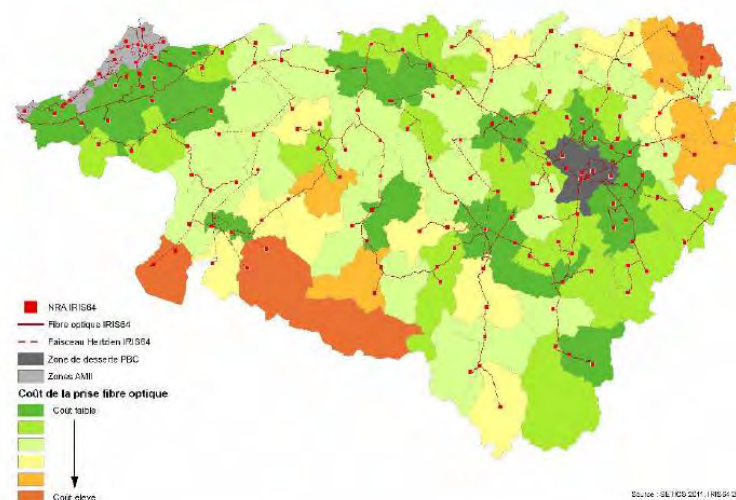 NRA IRIS64
Fibre optique IRIS64
Faisceau Hertzien IRIS64
Zone de desserte PBC
Zones AMII
Coût de la prise fibre optique
Coût faible
Coût élevé
Source : SETICS 2011, IRIS64